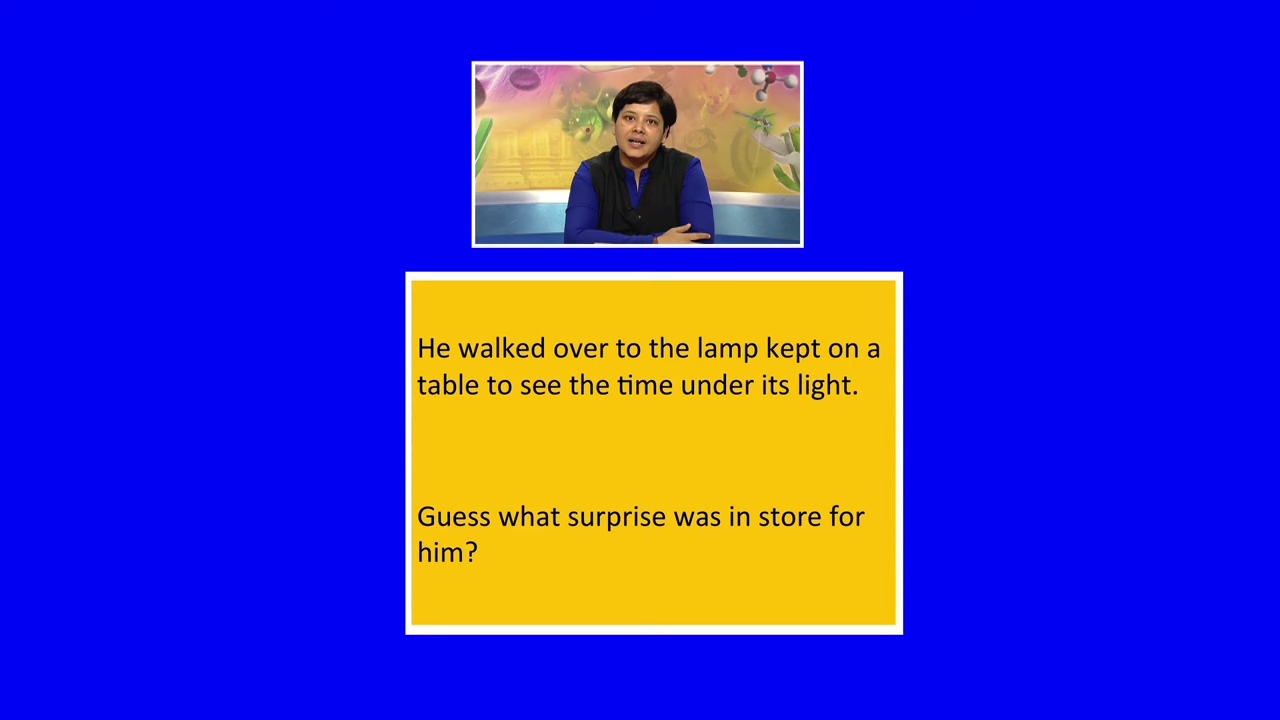 He walked over to the lamp kept on a
table to see the time under its light.
Guess what surprise was in store for
him?